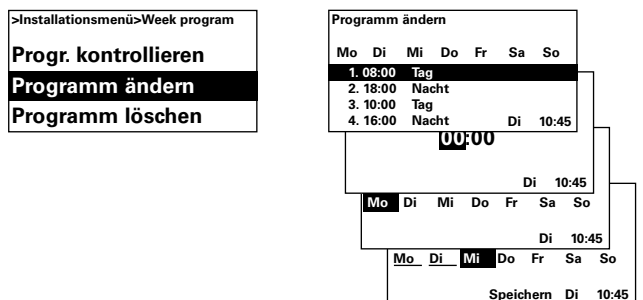 >Installationsmenü>Week program
Progr. kontrollieren
Programm ändern
Programm löschen
Programm ändern
Mo Di Mi Do Fr Sa So
1. 08:00 Tag
2. 18:00 Nacht
3. 10:00 Tag
4. 16:00 Nacht Di 10:45
00:00
Di 10:45
Mo Di Mi Do Fr Sa So
Di 10:45
Mo Di Mi Do Fr Sa So
Speichern Di 10:45